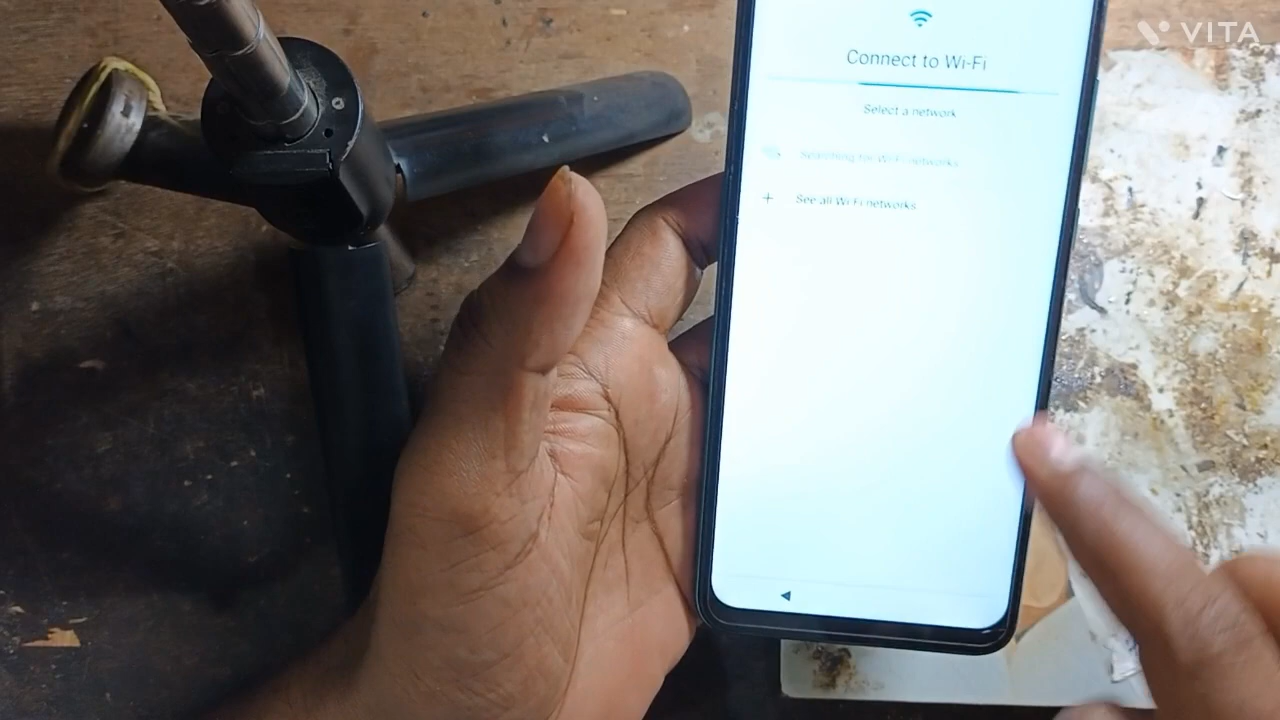 VITA
Connect to Wi-Fi
Select a network
Searching for Wi-Fi networks
See all Wi-Fi networks